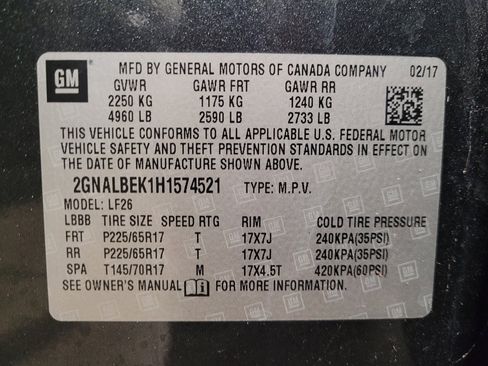 GM
MFD BY GENERAL MOTORS OF CANADA COMPANY 02/17
GVWR GAWR FRT GAWR RR
2250 KG 1175 KG 1240 KG
4960 LB 2590 LB 2733 LB
THIS VEHICLE CONFORMS TO ALL APPLICABLE U.S. FEDERAL MOTOR
VEHICLE SAFETY AND THEFT PREVENTION STANDARDS IN EFFECT ON
THE DATE OF MANUFACTURE SHOWN ABOVE.
2GNALBEK1H1574521 TYPE: M.P.V.
MODEL: LF26
LBBB TIRE SIZE SPEED RTG RIM COLD TIRE PRESSURE
FRT P225/65R17 T 17X7J 240KPA(35PSI)
RR P225/65R17 T 17X7J 240KPA(35PSI)
SPA T145/70R17 M 17X4.5T 420KPA(60PSI)
SEE OWNER'S MANUAL FOR MORE INFORMATION.